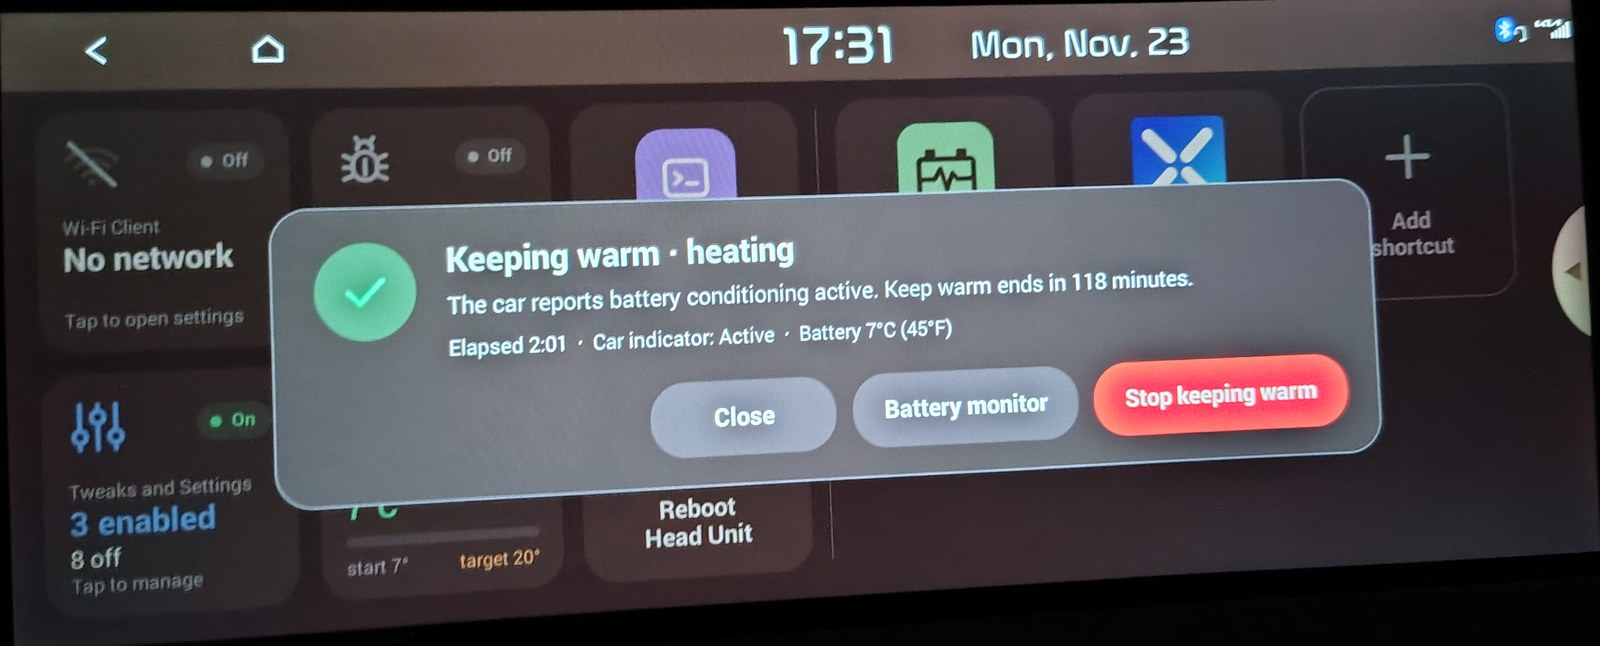 17:31
Mon, Nov. 23
Off
Off
Wi-Fi Client
No network
Tap to open settings
Add
shortcut
Keeping warm · heating
The car reports battery conditioning active. Keep warm ends in 118 minutes.
Elapsed 2:01 · Car indicator: Active · Battery 7°C (45°F)
Close
Battery monitor
Stop keeping warm
On
Tweaks and Settings
3 enabled
8 off
Tap to manage
start 7°
target 20°
Reboot
Head Unit